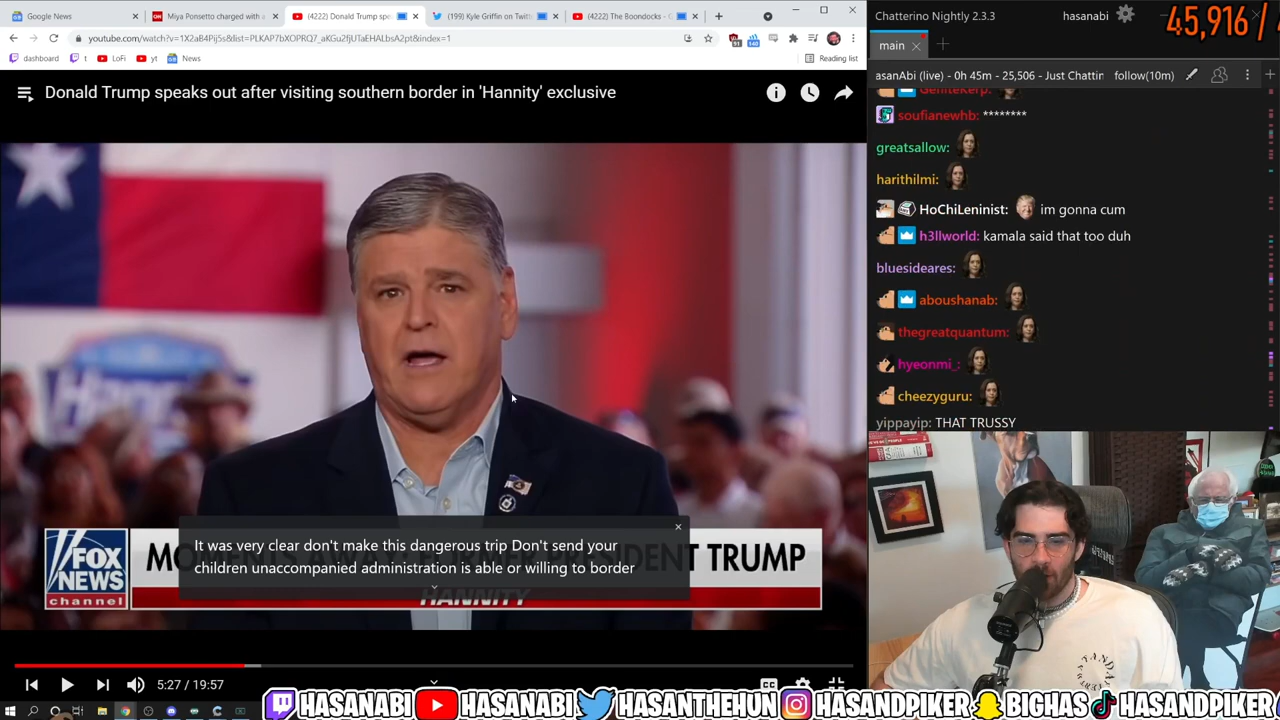 Google News
Miya Ponsetto charged with a
(4222) Donald Trump spe
(199) Kyle Griffin on Twitt
(4222) The Boondocks - G
youtube.com/watch?v=1X2aB4Pij5s&list=PLKAP7bXOPRQ7_aKGu2fjUTaEHALbsA2pt&index=1
dashboard
t
LoFi
yt
News
Reading list
Donald Trump speaks out after visiting southern border in 'Hannity' exclusive
It was very clear don't make this dangerous trip Don't send your
children unaccompanied administration is able or willing to border
FOX
NEWS
channel
DENT TRUMP
HANNITY
5:27 / 19:57
Chatterino Nightly 2.3.3
hasanabi
45,916 /
main
asanAbi (live) - 0h 45m - 25,506 - Just Chattin
follow(10m)
GeniteKerp:
soufianewhb: ********
greatsallow:
harithilmi:
HoChiLeninist: im gonna cum
h3llworld: kamala said that too duh
bluesideares:
aboushanab:
thegreatquantum:
hyeonmi_:
cheezyguru:
yippayip: THAT TRUSSY
HASANABI HASANABI HASANTHEHUN HASANDPIKER BIGHAS HASANDPIKER